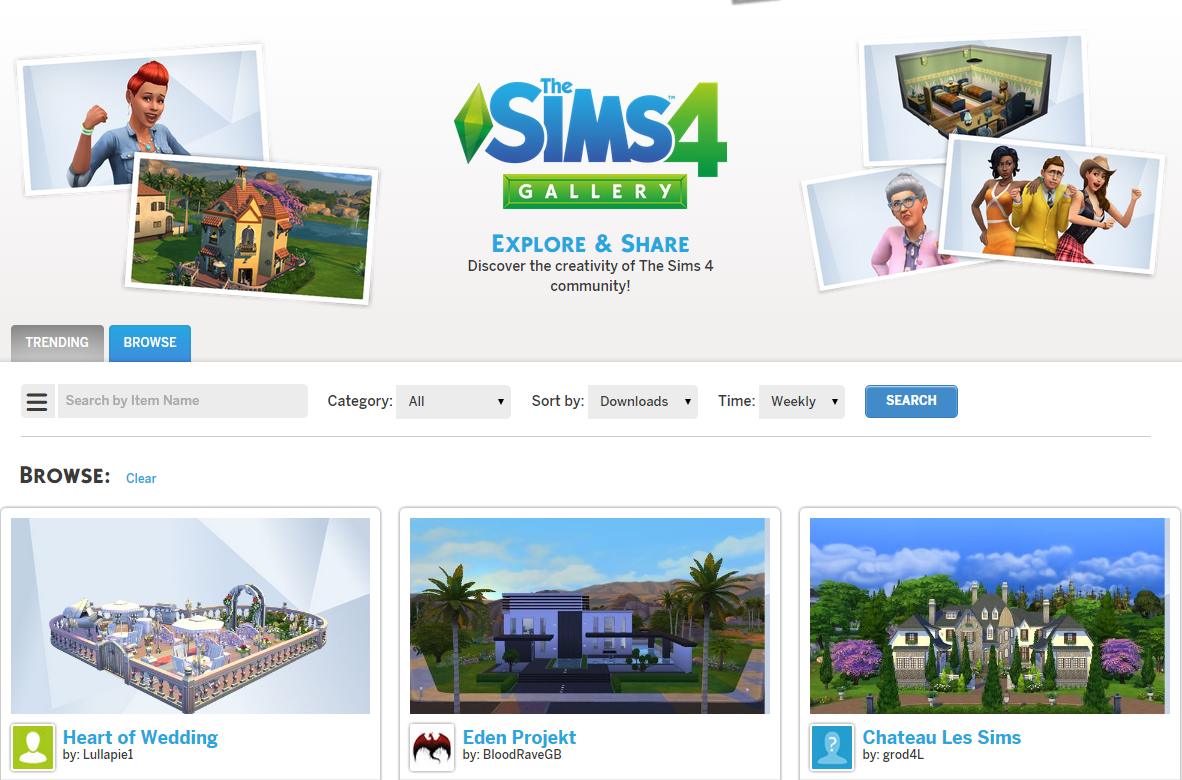 The
SIMS 4
™
GALLERY
EXPLORE & SHARE
Discover the creativity of The Sims 4
community!
TRENDING BROWSE
Search by Item Name Category: All Sort by: Downloads Time: Weekly SEARCH
BROWSE: Clear
Heart of Wedding Eden Projekt Chateau Les Sims
by: Lullapie1 by: BloodRaveGB by: grod4L